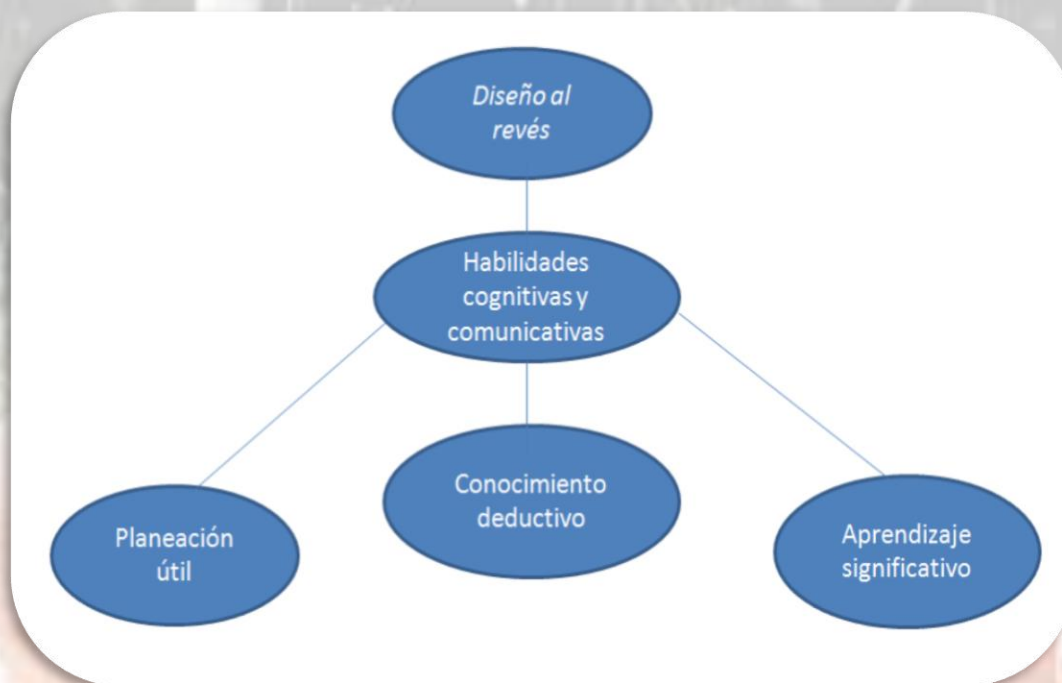 Diseño al
revés
Habilidades
cognitivas y
comunicativas
Planeación
útil
Conocimiento
deductivo
Aprendizaje
significativo